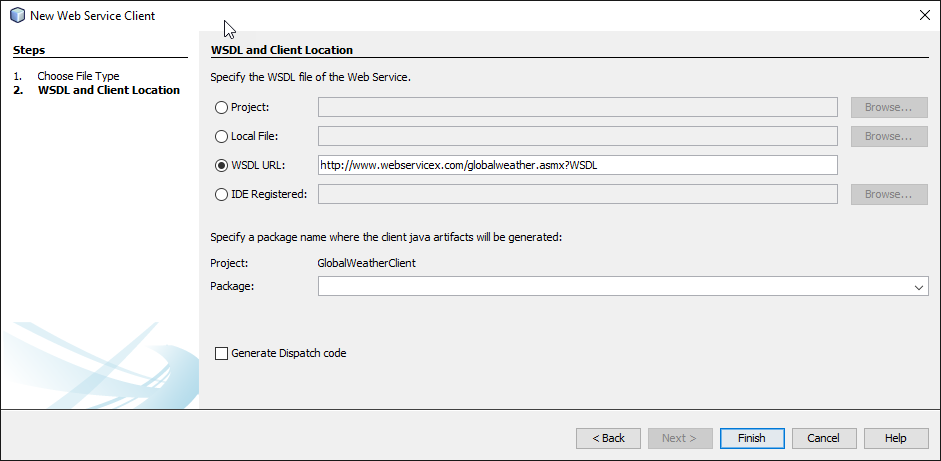 New Web Service Client
Steps
1. Choose File Type
2. WSDL and Client Location
WSDL and Client Location
Specify the WSDL file of the Web Service.
Project: Browse...
Local File: Browse...
WSDL URL: http://www.webservicex.com/globalweather.asmx?WSDL
IDE Registered: Browse...
Specify a package name where the client java artifacts will be generated:
Project: GlobalWeatherClient
Package:
Generate Dispatch code
< Back Next > Finish Cancel Help